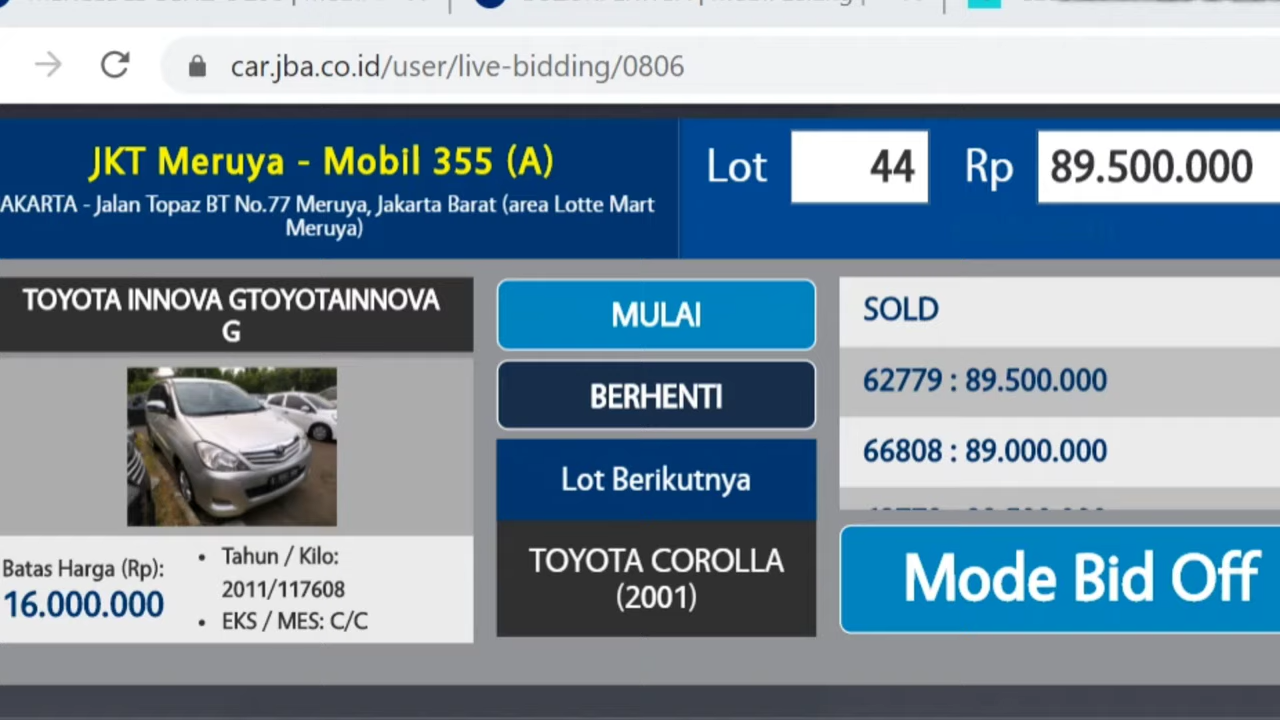 car.jba.co.id/user/live-bidding/0806
JKT Meruya - Mobil 355 (A)
AKARTA - Jalan Topaz BT No.77 Meruya, Jakarta Barat (area Lotte Mart
Meruya)
Lot 44 Rp 89.500.000
TOYOTA INNOVA GTOYOTAINNOVA
G
Batas Harga (Rp):
16.000.000
• Tahun / Kilo:
2011/117608
• EKS / MES: C/C
MULAI
BERHENTI
Lot Berikutnya
TOYOTA COROLLA
(2001)
SOLD
62779 : 89.500.000
66808 : 89.000.000
Mode Bid Off